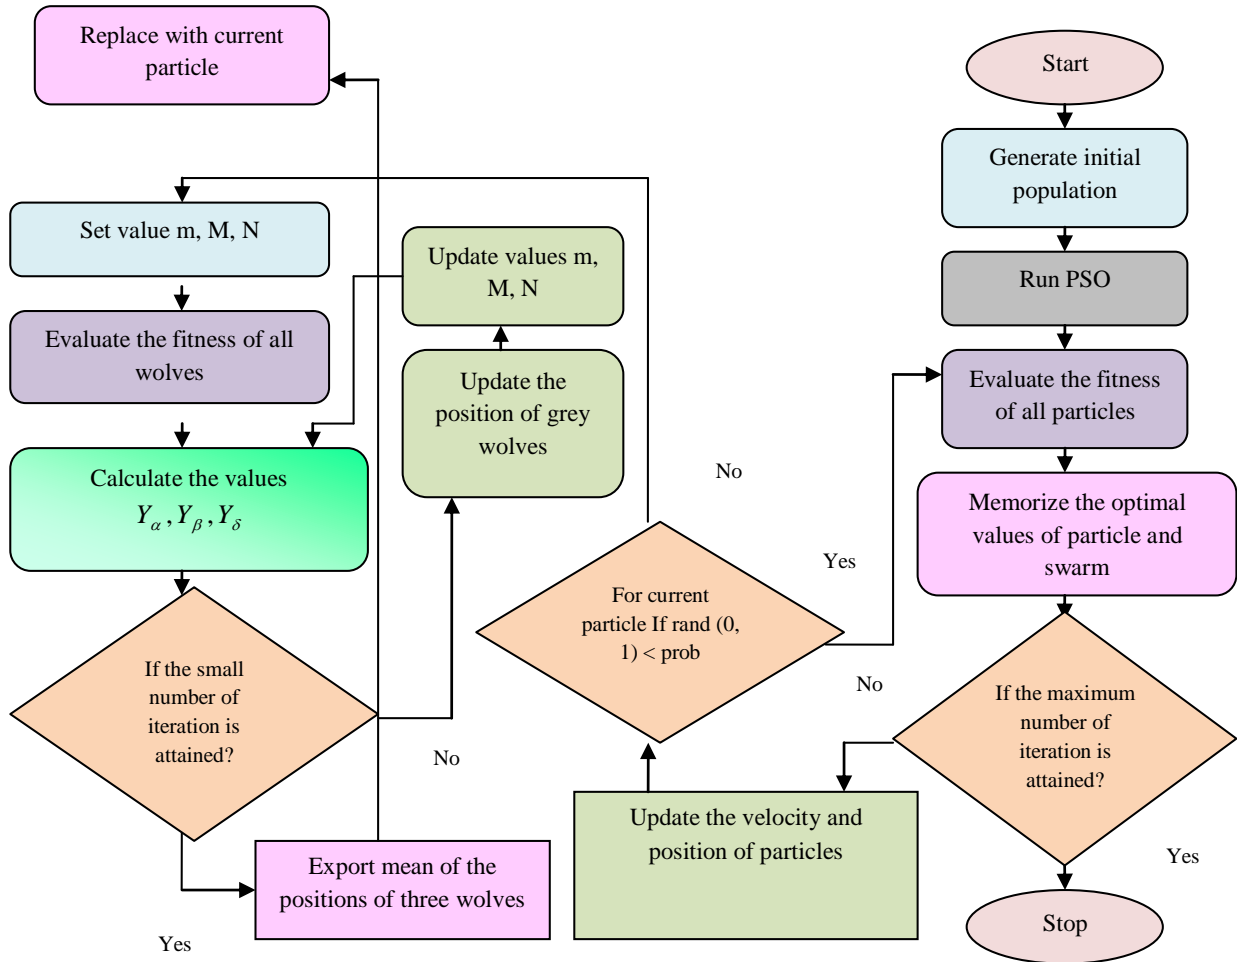 Replace with current
particle
Start
Generate initial
population
Set value m, M, N
Update values m,
M, N
Run PSO
Evaluate the fitness of all
wolves
Update the
position of grey
wolves
Evaluate the fitness
of all particles
Calculate the values
Yα, Yβ, Yδ
No
Memorize the optimal
values of particle and
swarm
Yes
For current
particle If rand (0,
1) < prob
If the small
number of
iteration is
attained?
No
No
If the maximum
number of
iteration is
attained?
Update the velocity and
position of particles
Export mean of the
positions of three wolves
Yes
Yes
Stop